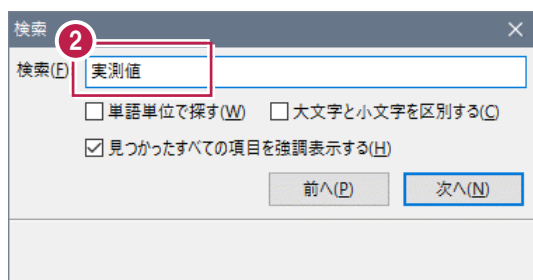 検索
2
検索(F) 実測値
単語単位で探す(W) 大文字と小文字を区別する(C)
見つかったすべての項目を強調表示する(H)
前へ(P) 次へ(N)